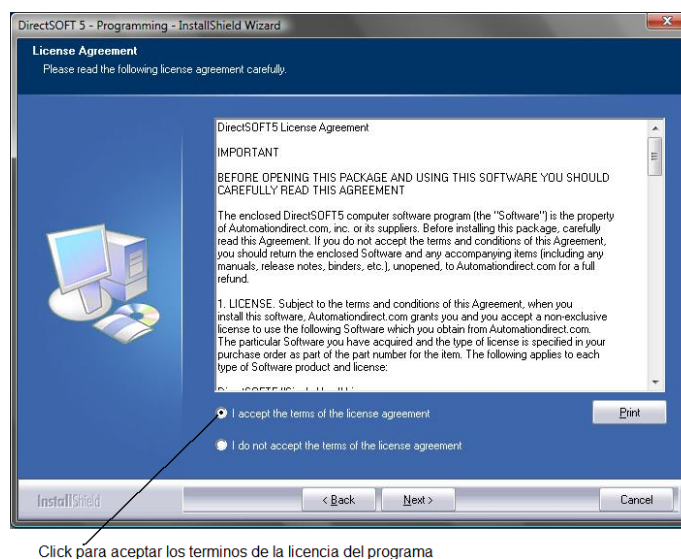 DirectSOFT 5 - Programming - InstallShield Wizard
License Agreement
Please read the following license agreement carefully.
DirectSOFT5 License Agreement
IMPORTANT
BEFORE OPENING THIS PACKAGE AND USING THIS SOFTWARE YOU SHOULD
CAREFULLY READ THIS AGREEMENT
The enclosed DirectSOFT5 computer software program (the "Software") is the property
of Automationdirect.com, inc. or its suppliers. Before installing this package, carefully
read this Agreement. If you do not accept the terms and conditions of this Agreement,
you should return the enclosed Software and any accompanying items (including any
manuals, release notes, binders, etc.), unopened, to Automationdirect.com for a full
refund.
1. LICENSE. Subject to the terms and conditions of this Agreement, when you
install this software, Automationdirect.com grants you and you accept a non-exclusive
license to use the following Software which you obtain from Automationdirect.com.
The particular Software you have acquired and the type of license is specified in your
purchase order as part of the part number for the item. The following applies to each
type of Software product and license:
I accept the terms of the license agreement
Print
I do not accept the terms of the license agreement
InstallShield
< Back
Next >
Cancel
Click para aceptar los terminos de la licencia del programa